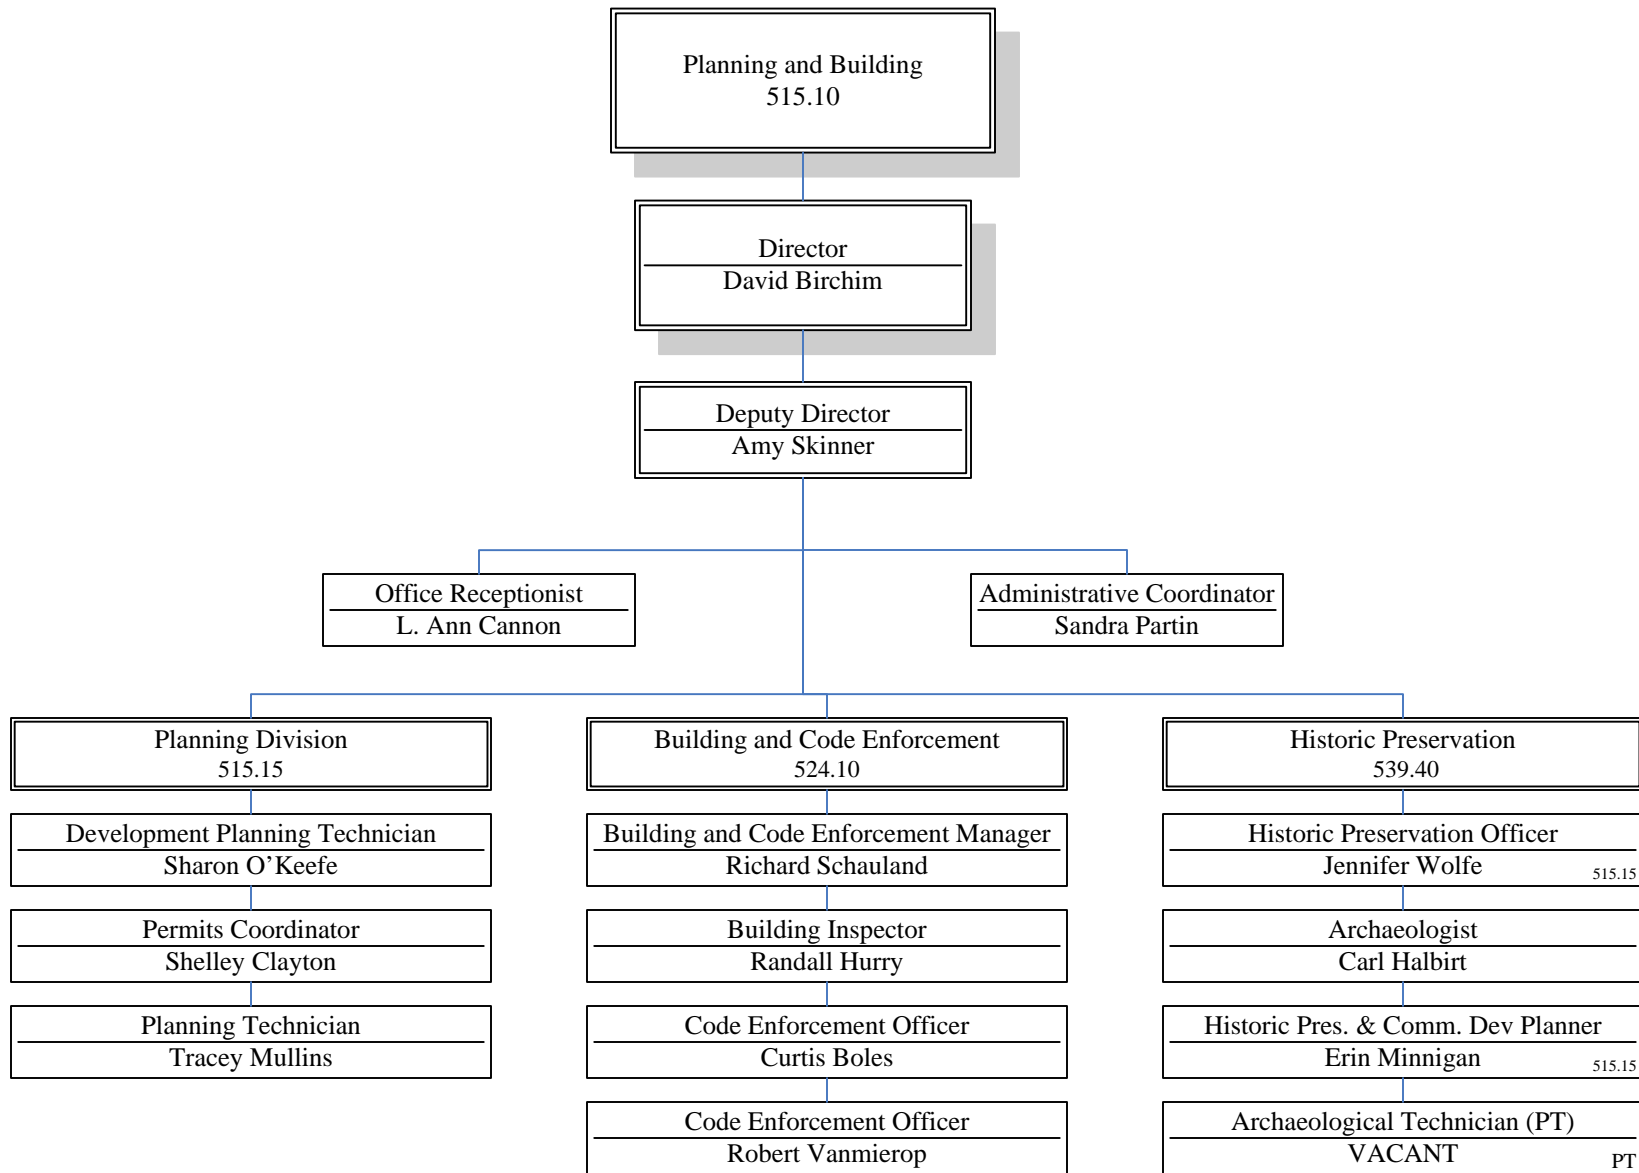 Planning and Building
515.10
Director
David Birchim
Deputy Director
Amy Skinner
Office Receptionist
L. Ann Cannon
Administrative Coordinator
Sandra Partin
Planning Division
515.15
Development Planning Technician
Sharon O’Keefe
Permits Coordinator
Shelley Clayton
Planning Technician
Tracey Mullins
Building and Code Enforcement
524.10
Building and Code Enforcement Manager
Richard Schauland
Building Inspector
Randall Hurry
Code Enforcement Officer
Curtis Boles
Code Enforcement Officer
Robert Vanmierop
Historic Preservation
539.40
Historic Preservation Officer
Jennifer Wolfe 515.15
Archaeologist
Carl Halbirt
Historic Pres. & Comm. Dev Planner
Erin Minnigan 515.15
Archaeological Technician (PT)
VACANT PT